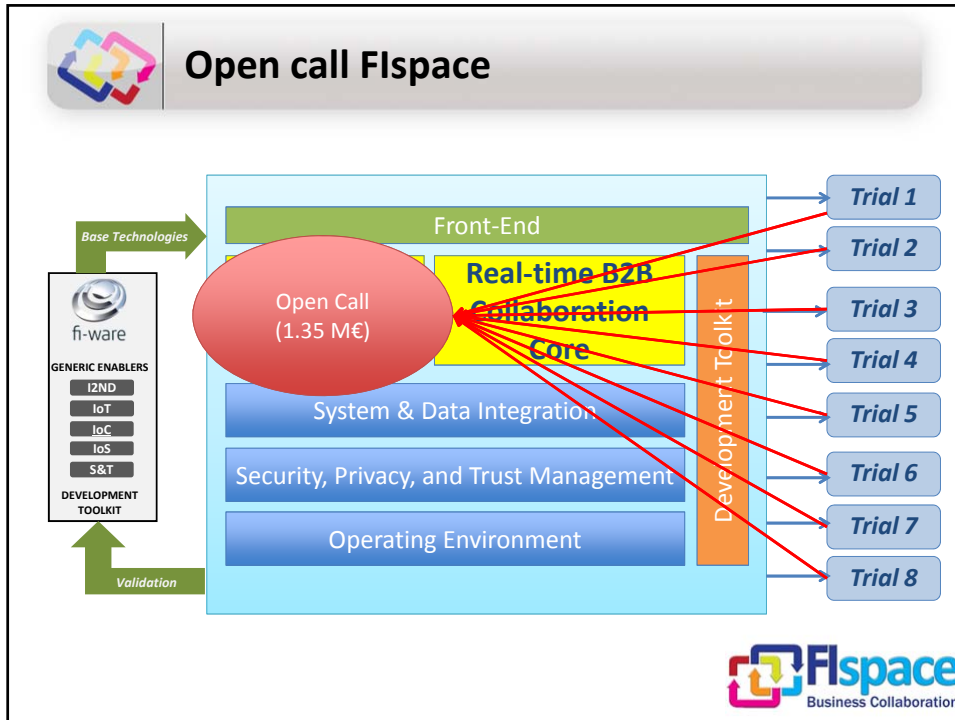 Open call FIspace
Base Technologies
fi-ware
GENERIC ENABLERS
I2ND
IoT
IoC
IoS
S&T
DEVELOPMENT
TOOLKIT
Validation
Front-End
Open Call
(1.35 M€)
Real-time B2B
Collaboration
Core
System & Data Integration
Security, Privacy, and Trust Management
Operating Environment
Development Toolkit
Trial 1
Trial 2
Trial 3
Trial 4
Trial 5
Trial 6
Trial 7
Trial 8
FIspace
Business Collaboration